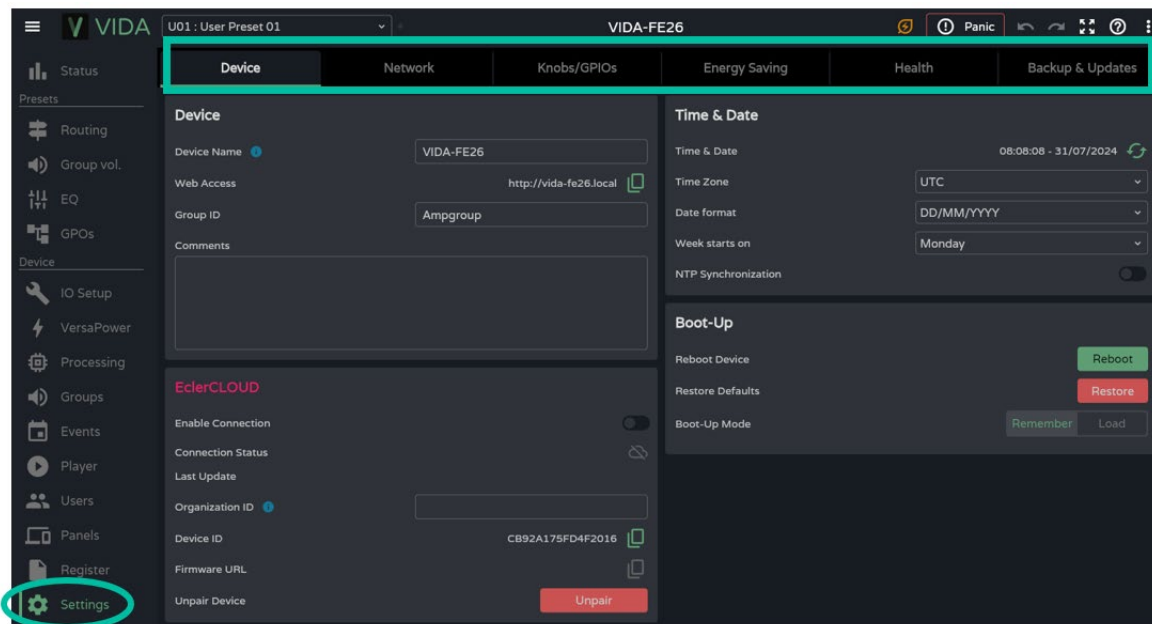 VIDA
U01 : User Preset 01
VIDA-FE26
Panic
Status
Presets
Routing
Group vol.
EQ
GPOs
Device
IO Setup
VersaPower
Processing
Groups
Events
Player
Users
Panels
Register
Settings
Device
Network
Knobs/GPIOs
Energy Saving
Health
Backup & Updates
Device
Device Name
VIDA-FE26
Web Access
http://vida-fe26.local
Group ID
Ampgroup
Comments
EclerCLOUD
Enable Connection
Connection Status
Last Update
Organization ID
Device ID
CB92A175FD4F2016
Firmware URL
Unpair Device
Unpair
Time & Date
Time & Date
08:08:08 - 31/07/2024
Time Zone
UTC
Date format
DD/MM/YYYY
Week starts on
Monday
NTP Synchronization
Boot-Up
Reboot Device
Reboot
Restore Defaults
Restore
Boot-Up Mode
Remember
Load